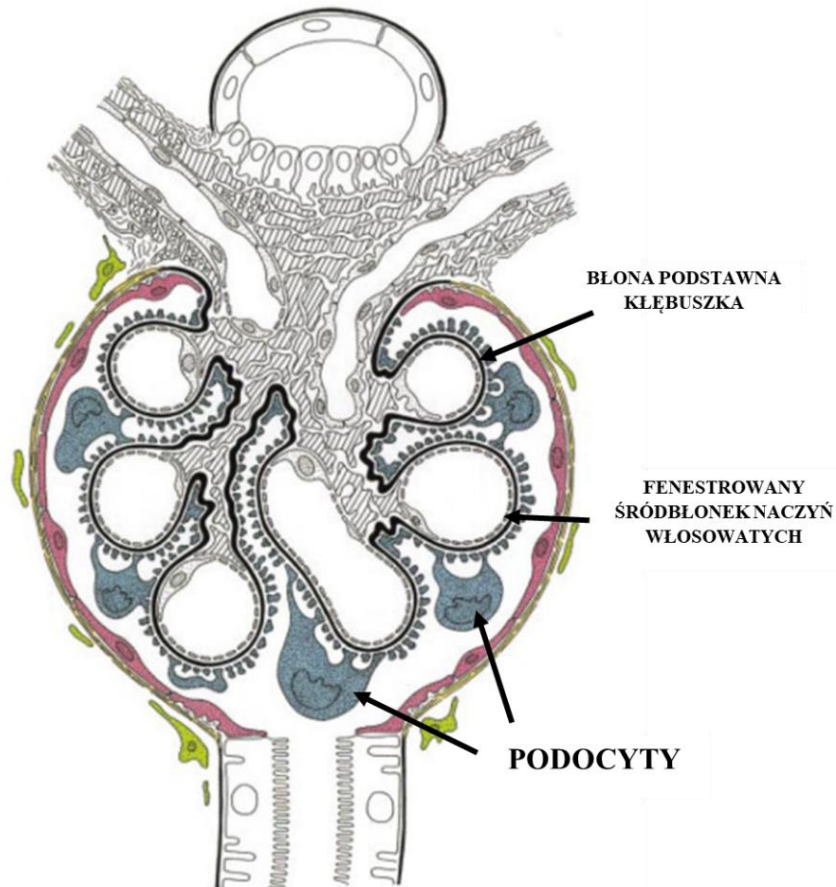 BŁONA PODSTAWNA
KŁĘBUSZKA
FENESTROWANY
ŚRÓDBŁONEK NACZYŃ
WŁOSOWATYCH
PODOCYTY